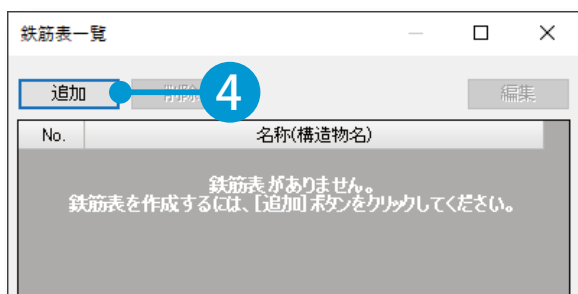 鉄筋表一覧
追加
4
編集
No. 名称(構造物名)
鉄筋表がありません。
鉄筋表を作成するには、[追加]ボタンをクリックしてください。